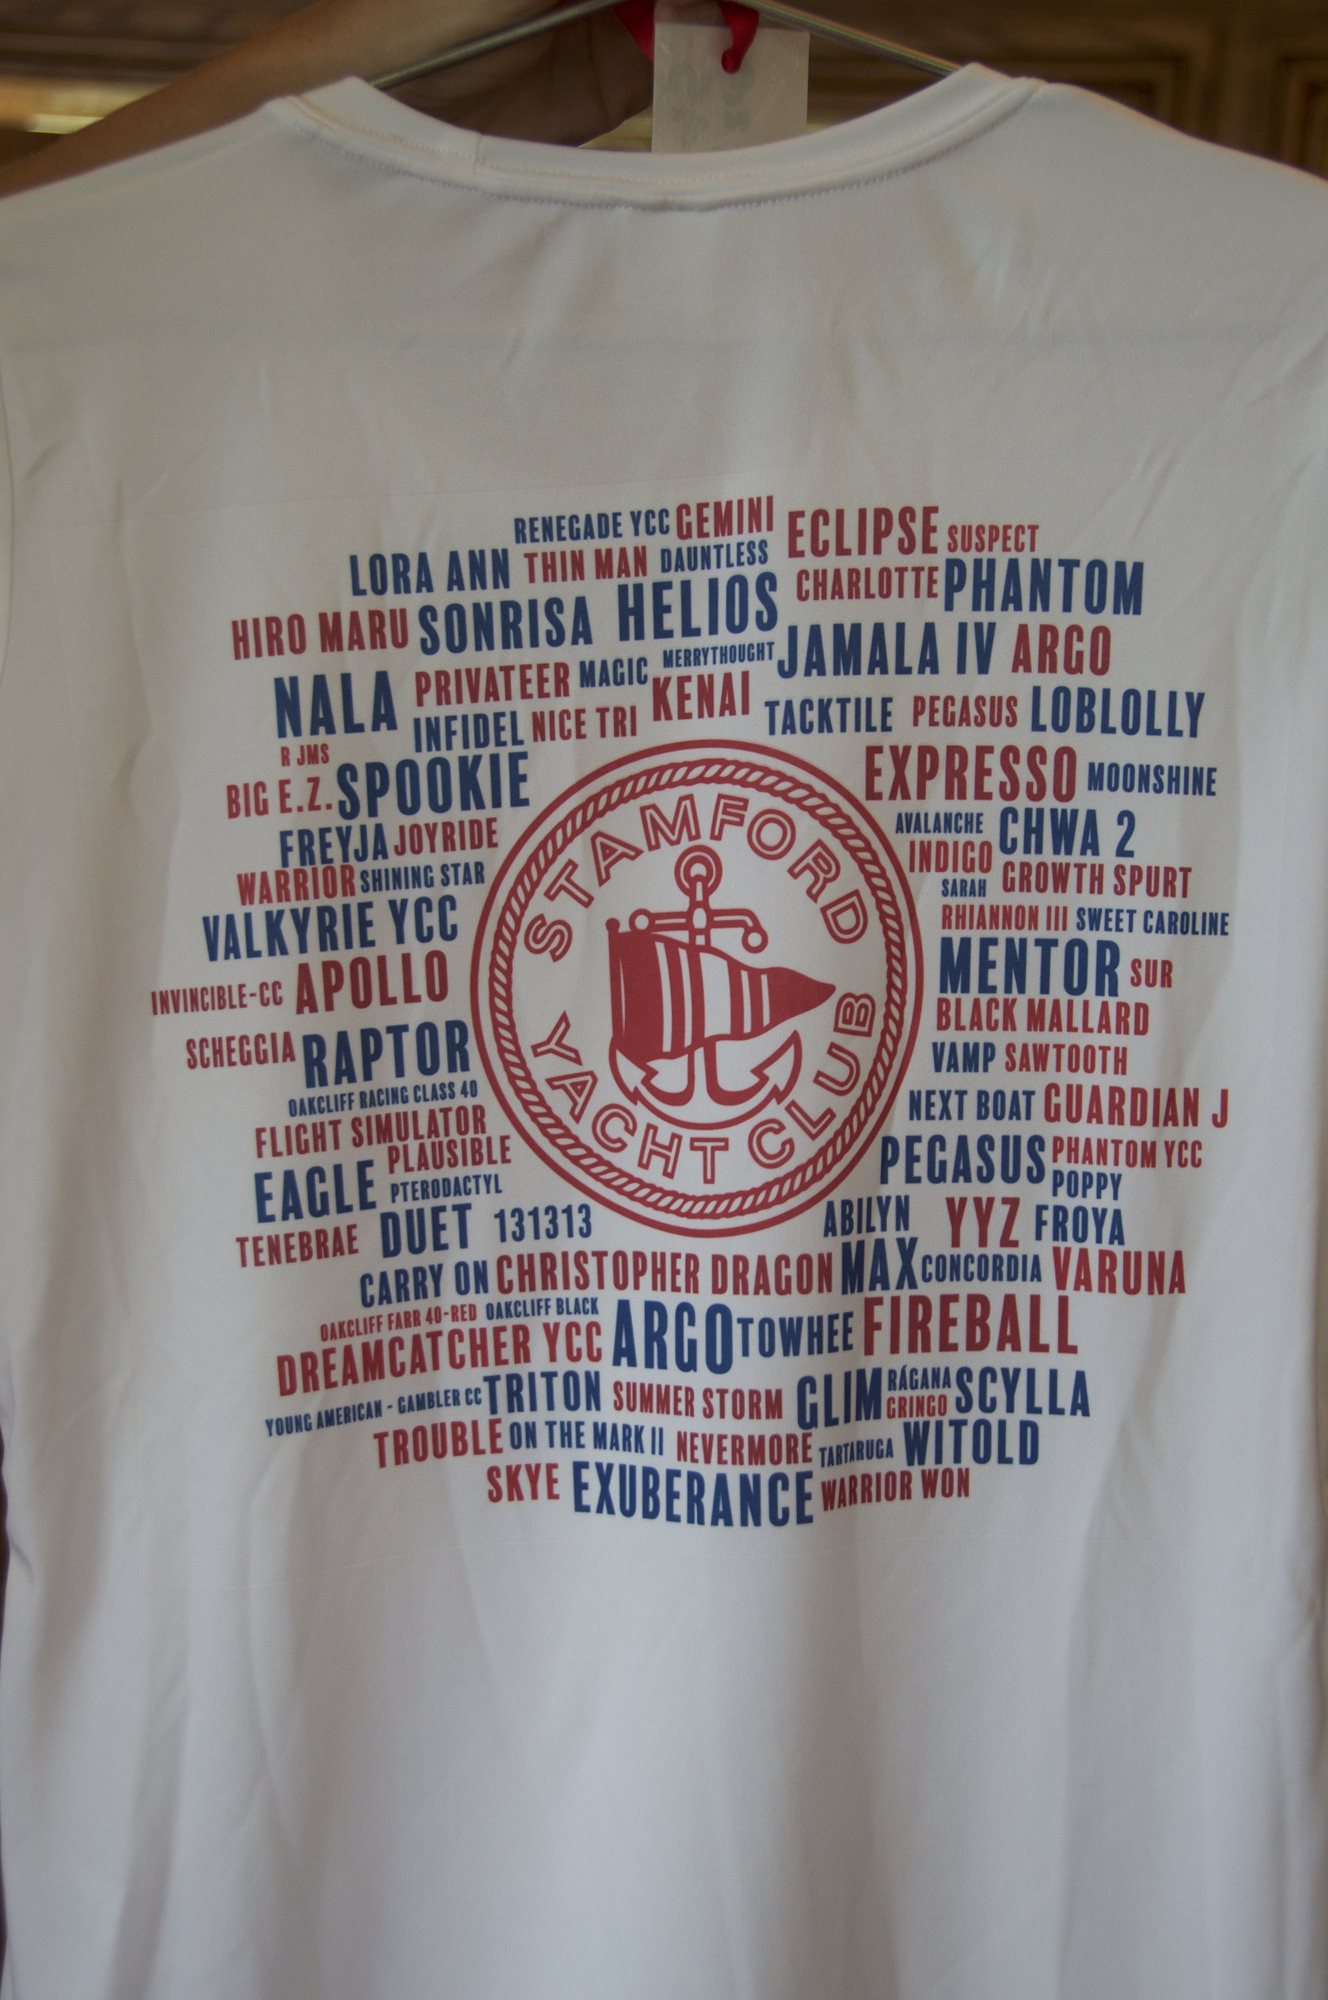 RENEGADE YCC GEMINI ECLIPSE SUSPECT
LORA ANN THIN MAN DAUNTLESS CHARLOTTE PHANTOM
HIRO MARU SONRISA HELIOS JAMALA IV ARGO
NALA PRIVATEER MAGIC MERRYTHOUGHT
INFIDEL NICE TRI KENAI TACKTILE PEGASUS LOBLOLLY
R JMS
BIG E.Z. SPOOKIE EXPRESSO MOONSHINE
FREYJA JOYRIDE AVALANCHE CHWA 2
INDIGO
WARRIOR SHINING STAR SARAH GROWTH SPURT
VALKYRIE YCC RHIANNON III SWEET CAROLINE
STAMFORD YACHT CLUB
INVINCIBLE-CC APOLLO MENTOR SUR
BLACK MALLARD
SCHEGGIA RAPTOR VAMP SAWTOOTH
OAKCLIFF RACING CLASS 40 NEXT BOAT GUARDIAN J
FLIGHT SIMULATOR
PLAUSIBLE PEGASUS PHANTOM YCC
EAGLE PTERODACTYL POPPY
TENEBRAE DUET 131313 ABILYN YYZ FROYA
CARRY ON CHRISTOPHER DRAGON MAX CONCORDIA VARUNA
OAKCLIFF FARR 40-RED OAKCLIFF BLACK
DREAMCATCHER YCC ARGO TOWHEE FIREBALL
YOUNG AMERICAN - GAMBLER CC TRITON SUMMER STORM GLIM RÁGANA SCYLLA
GRINGO
TROUBLE ON THE MARK II NEVERMORE TARTARUGA WITOLD
SKYE EXUBERANCE WARRIOR WON